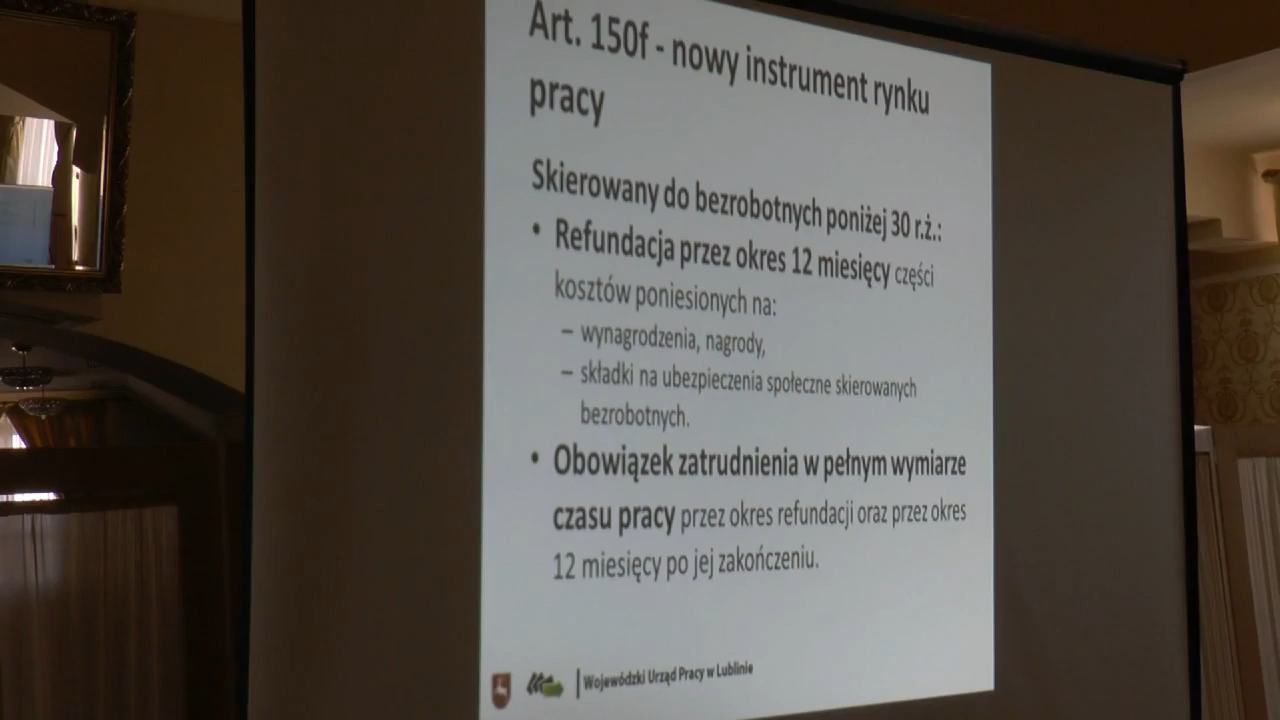 Art. 150f - nowy instrument rynku
pracy
Skierowany do bezrobotnych poniżej 30 r.ż.:
• Refundacja przez okres 12 miesięcy części
kosztów poniesionych na:
– wynagrodzenia, nagrody,
– składki na ubezpieczenia społeczne skierowanych
bezrobotnych.
• Obowiązek zatrudnienia w pełnym wymiarze
czasu pracy przez okres refundacji oraz przez okres
12 miesięcy po jej zakończeniu.
Wojewódzki Urząd Pracy w Lublinie